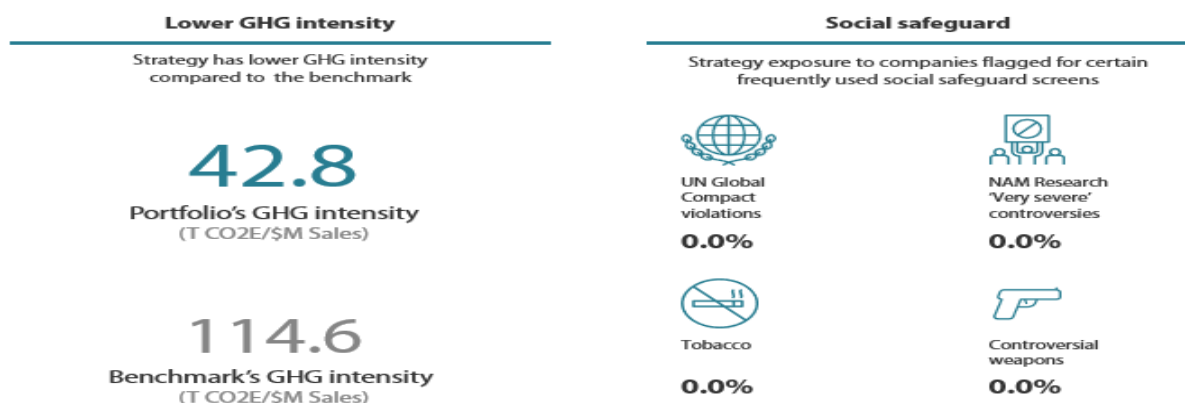 Lower GHG intensity
Strategy has lower GHG intensity
compared to the benchmark
42.8
Portfolio's GHG intensity
(T CO2E/$M Sales)
114.6
Benchmark's GHG intensity
(T CO2E/$M Sales)
Social safeguard
Strategy exposure to companies flagged for certain
frequently used social safeguard screens
UN Global
Compact
violations
0.0%
NAM Research
‘Very severe’
controversies
0.0%
Tobacco
0.0%
Controversial
weapons
0.0%